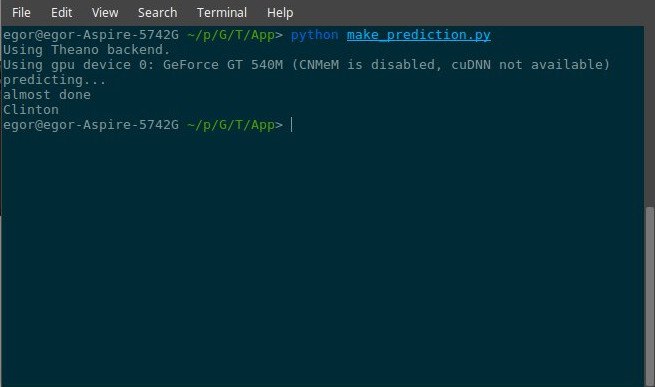 File Edit View Search Terminal Help
egor@egor-Aspire-5742G ~/p/G/T/App> python make_prediction.py
Using Theano backend.
Using gpu device 0: GeForce GT 540M (CNMeM is disabled, cuDNN not available)
predicting...
almost done
Clinton
egor@egor-Aspire-5742G ~/p/G/T/App>